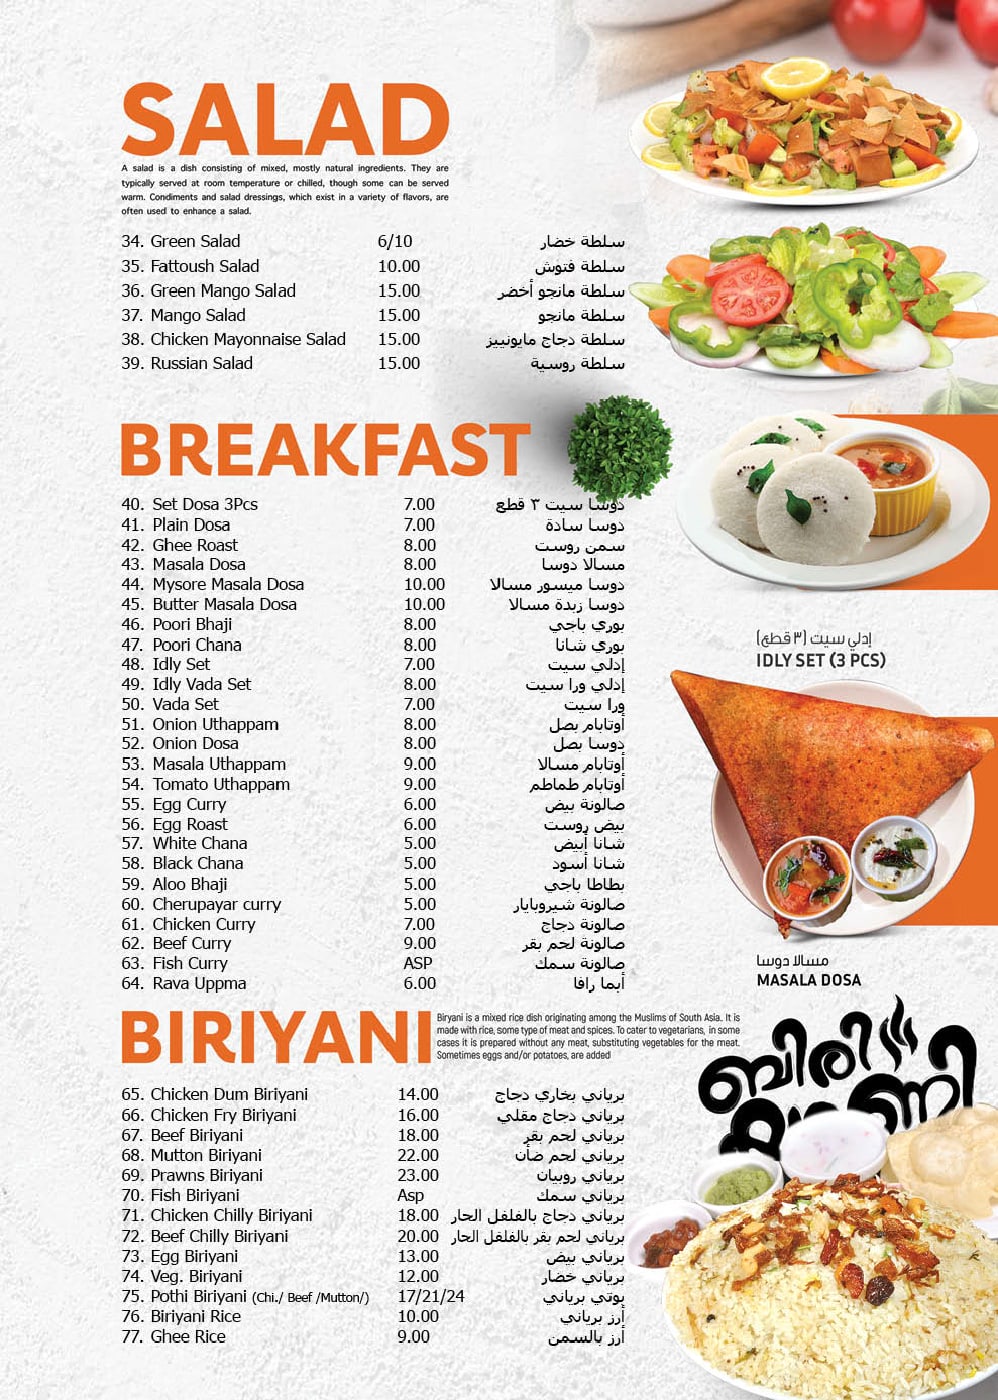 SALAD
A salad is a dish consisting of mixed, mostly natural ingredients. They are
typically served at room temperature or chilled, though some can be served
warm. Condiments and salad dressings, which exist in a variety of flavors, are
often used to enhance a salad.
34. Green Salad 6/10 سلطة خضار
35. Fattoush Salad 10.00 سلطة فتوش
36. Green Mango Salad 15.00 سلطة مانجو أخضر
37. Mango Salad 15.00 سلطة مانجو
38. Chicken Mayonnaise Salad 15.00 سلطة دجاج مايونييز
39. Russian Salad 15.00 سلطة روسية
BREAKFAST
40. Set Dosa 3Pcs 7.00 دوسا سيت ٣ قطع
41. Plain Dosa 7.00 دوسا سادة
42. Ghee Roast 8.00 سمن روست
43. Masala Dosa 8.00 مسالا دوسا
44. Mysore Masala Dosa 10.00 دوسا ميسور مسالا
45. Butter Masala Dosa 10.00 دوسا زبدة مسالا
46. Poori Bhaji 8.00 بوري باجي
47. Poori Chana 8.00 بوري شانا
48. Idly Set 7.00 إدلي سيت
49. Idly Vada Set 8.00 إدلي ورا سيت
50. Vada Set 7.00 ورا سيت
51. Onion Uthappam 8.00 أوتابام بصل
52. Onion Dosa 8.00 دوسا بصل
53. Masala Uthappam 9.00 أوتابام مسالا
54. Tomato Uthappam 9.00 أوتابام طماطم
55. Egg Curry 6.00 صالونة بيض
56. Egg Roast 6.00 بيض روست
57. White Chana 5.00 شانا أبيض
58. Black Chana 5.00 شانا أسود
59. Aloo Bhaji 5.00 بطاطا باجي
60. Cherupayar curry 5.00 صالونة شيروبايار
61. Chicken Curry 7.00 صالونة دجاج
62. Beef Curry 9.00 صالونة لحم بقر
63. Fish Curry ASP صالونة سمك
64. Rava Uppma 6.00 أبما رافا
إدلي سيت (٣ قطع)
IDLY SET (3 PCS)
مسالا دوسا
MASALA DOSA
BIRIYANI
Biryani is a mixed rice dish originating among the Muslims of South Asia.. It is
made with rice, some type of meat and spices. To cater to vegetarians, in some
cases it is prepared without any meat, substituting vegetables for the meat.
Sometimes eggs and/or potatoes, are added
65. Chicken Dum Biriyani 14.00 برياني بخاري دجاج
66. Chicken Fry Biriyani 16.00 برياني دجاج مقلي
67. Beef Biriyani 18.00 برياني لحم بقر
68. Mutton Biriyani 22.00 برياني لحم ضأن
69. Prawns Biriyani 23.00 برياني روبيان
70. Fish Biriyani Asp برياني سمك
71. Chicken Chilly Biriyani 18.00 برياني دجاج بالفلفل الحار
72. Beef Chilly Biriyani 20.00 برياني لحم بقر بالفلفل الحار
73. Egg Biriyani 13.00 برياني بيض
74. Veg. Biriyani 12.00 برياني خضار
75. Pothi Biriyani (Chi./ Beef /Mutton/) 17/21/24 بوتي برياني
76. Biriyani Rice 10.00 أرز برياني
77. Ghee Rice 9.00 أرز بالسمن
ബിരി
യാണി